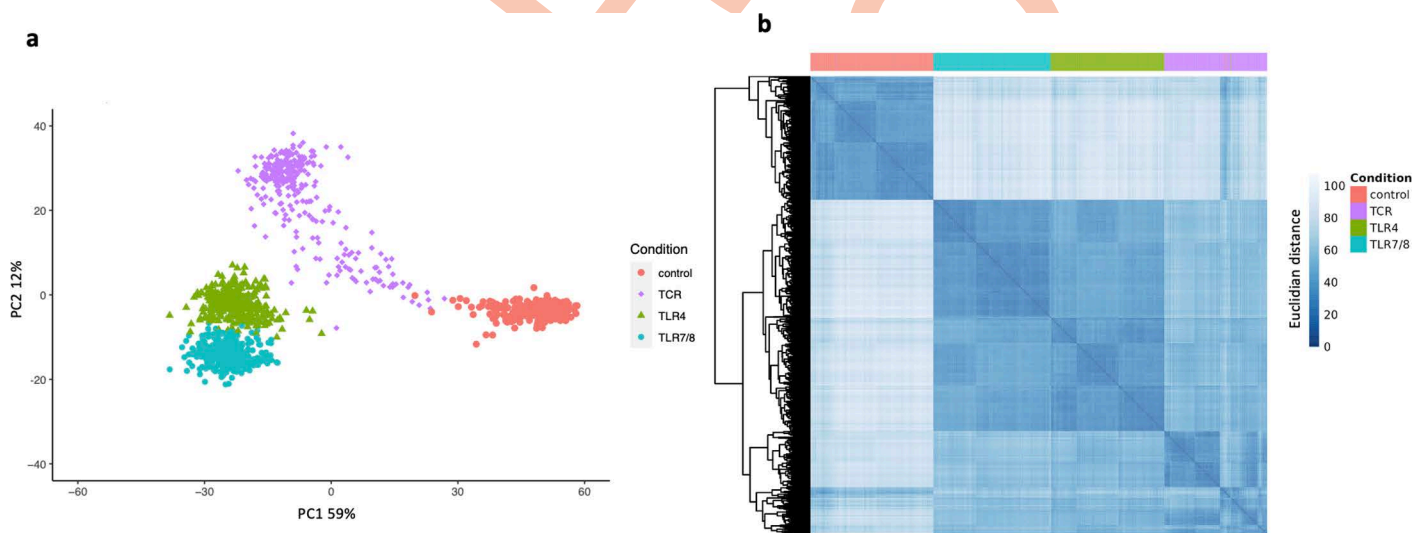 a
40
20
0
-20
-40
PC2 12%
-60
-30
0
30
60
PC1 59%
Condition
control
TCR
TLR4
TLR7/8
b
Euclidian distance
100
80
60
40
20
0
Condition
control
TCR
TLR4
TLR7/8